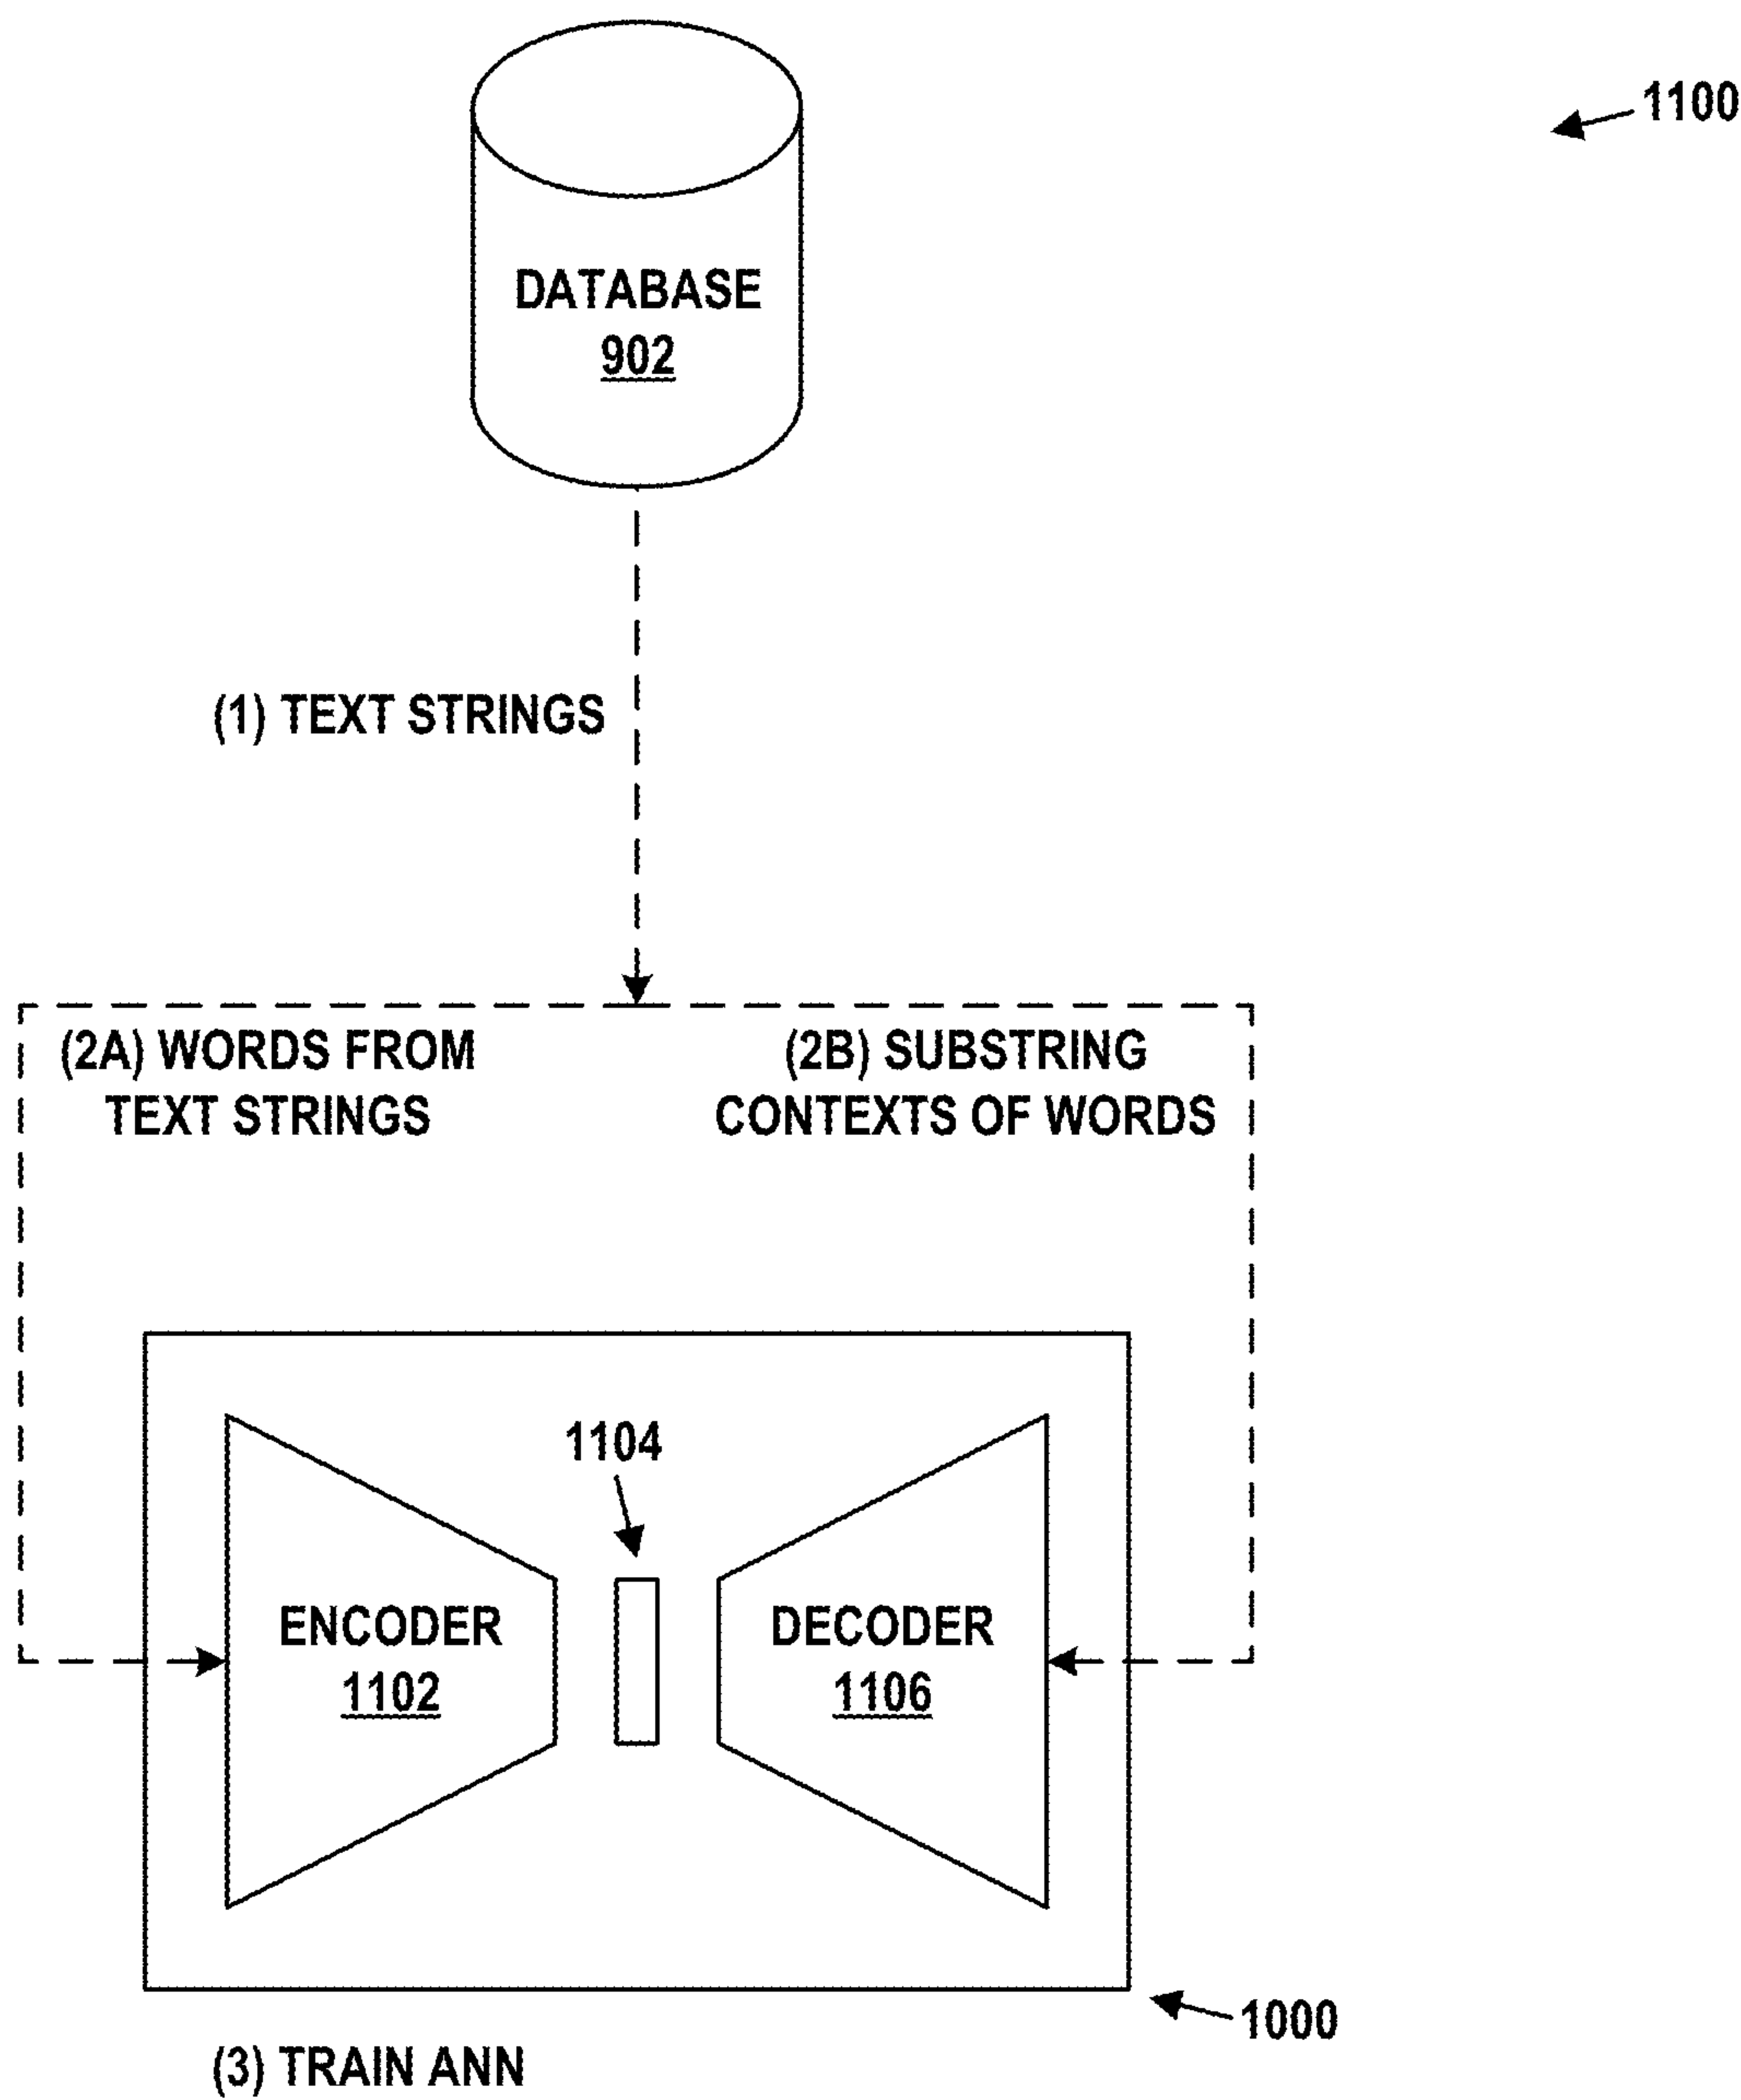 1100
DATABASE
902
(1) TEXT STRINGS
(2A) WORDS FROM
TEXT STRINGS
(2B) SUBSTRING
CONTEXTS OF WORDS
1104
ENCODER
1102
DECODER
1106
1000
(3) TRAIN ANN